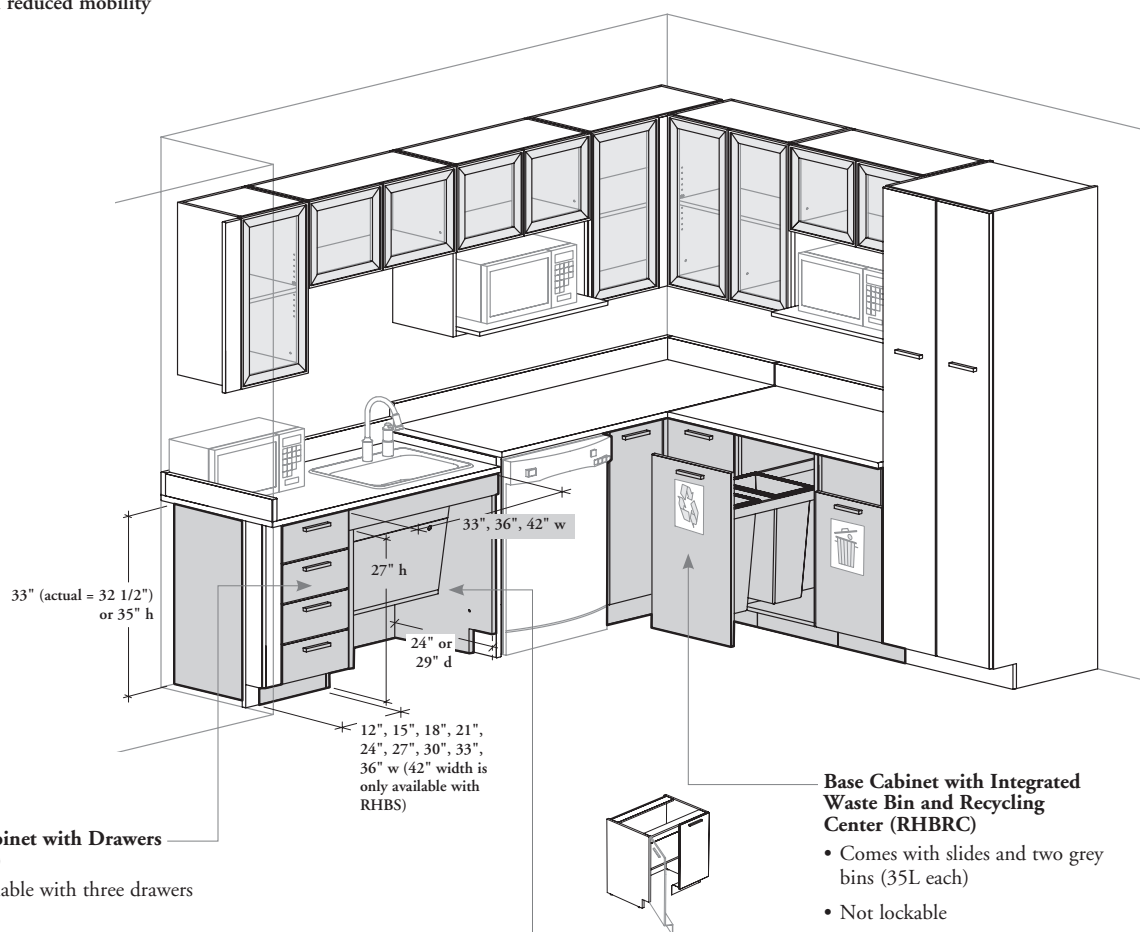 reduced mobility
33", 36", 42" w
27" h
33" (actual = 32 1/2")
or 35" h
24" or
29" d
12", 15", 18", 21",
24", 27", 30", 33",
36" w (42" width is
only available with
RHBS)
Base Cabinet with Integrated
Waste Bin and Recycling
Center (RHBRC)
• Comes with slides and two grey
bins (35L each)
• Not lockable
binet with Drawers
able with three drawers